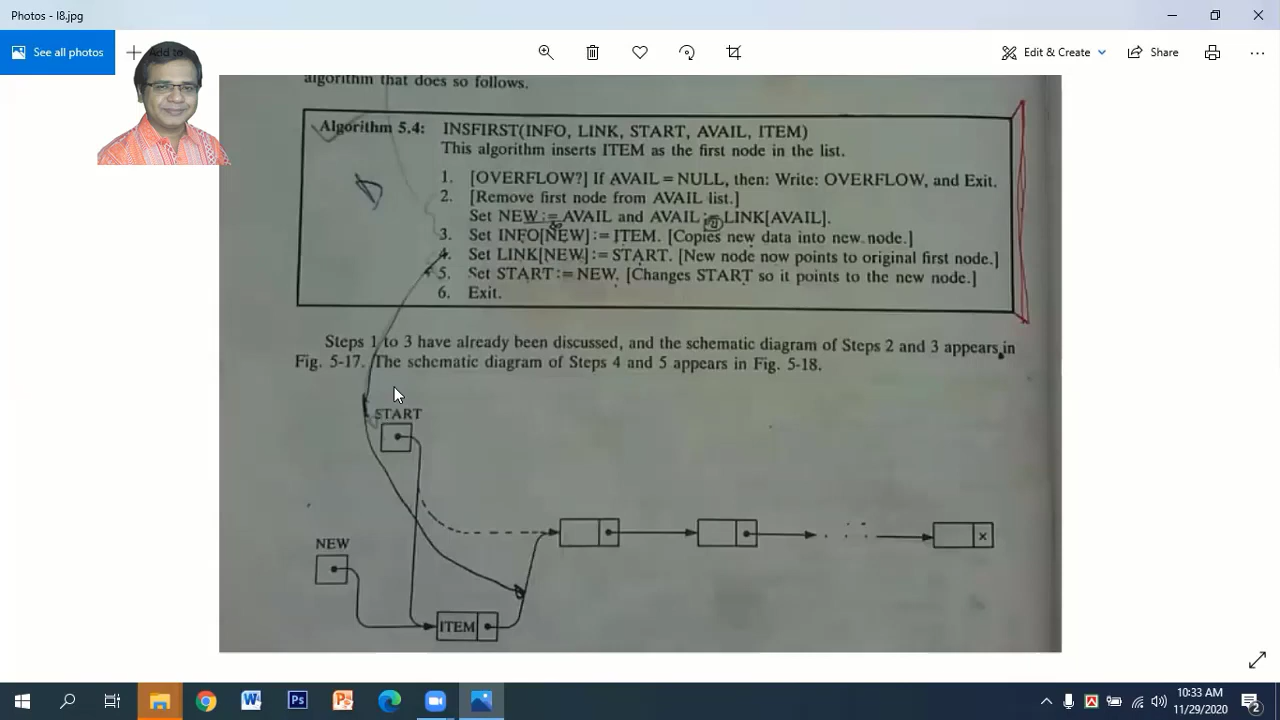 Photos - I8.jpg
See all photos
Add to
Edit & Create
Share
algorithm that does so follows.
Algorithm 5.4: INSFIRST(INFO, LINK, START, AVAIL, ITEM)
This algorithm inserts ITEM as the first node in the list.
1. [OVERFLOW?] If AVAIL = NULL, then: Write: OVERFLOW, and Exit.
2. [Remove first node from AVAIL list.]
Set NEW := AVAIL and AVAIL := LINK[AVAIL].
3. Set INFO[NEW] := ITEM. [Copies new data into new node.]
4. Set LINK[NEW] := START. [New node now points to original first node.]
5. Set START := NEW. [Changes START so it points to the new node.]
6. Exit.
Steps 1 to 3 have already been discussed, and the schematic diagram of Steps 2 and 3 appears in
Fig. 5-17. The schematic diagram of Steps 4 and 5 appears in Fig. 5-18.
START
NEW
ITEM
×
10:33 AM
11/29/2020
2